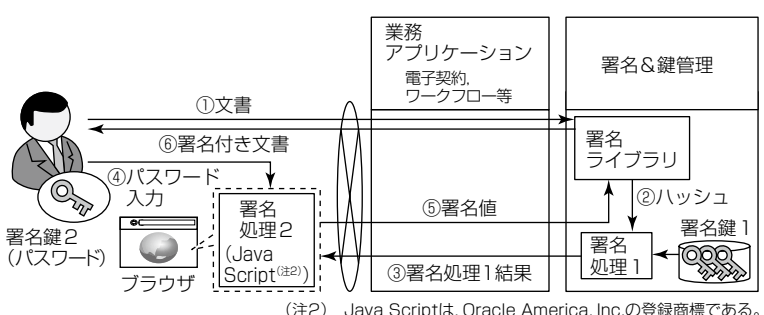 業務
アプリケーション
電子契約,
ワークフロー等
署名&鍵管理
①文書
⑥署名付き文書
④パスワード
入力
署名鍵2
(パスワード)
ブラウザ
署名
処理2
(Java
Script(注2))
⑤署名値
③署名処理1結果
署名
ライブラリ
②ハッシュ
署名鍵1
署名
処理1
(注2) Java Scriptは,Oracle America, Inc.の登録商標である。